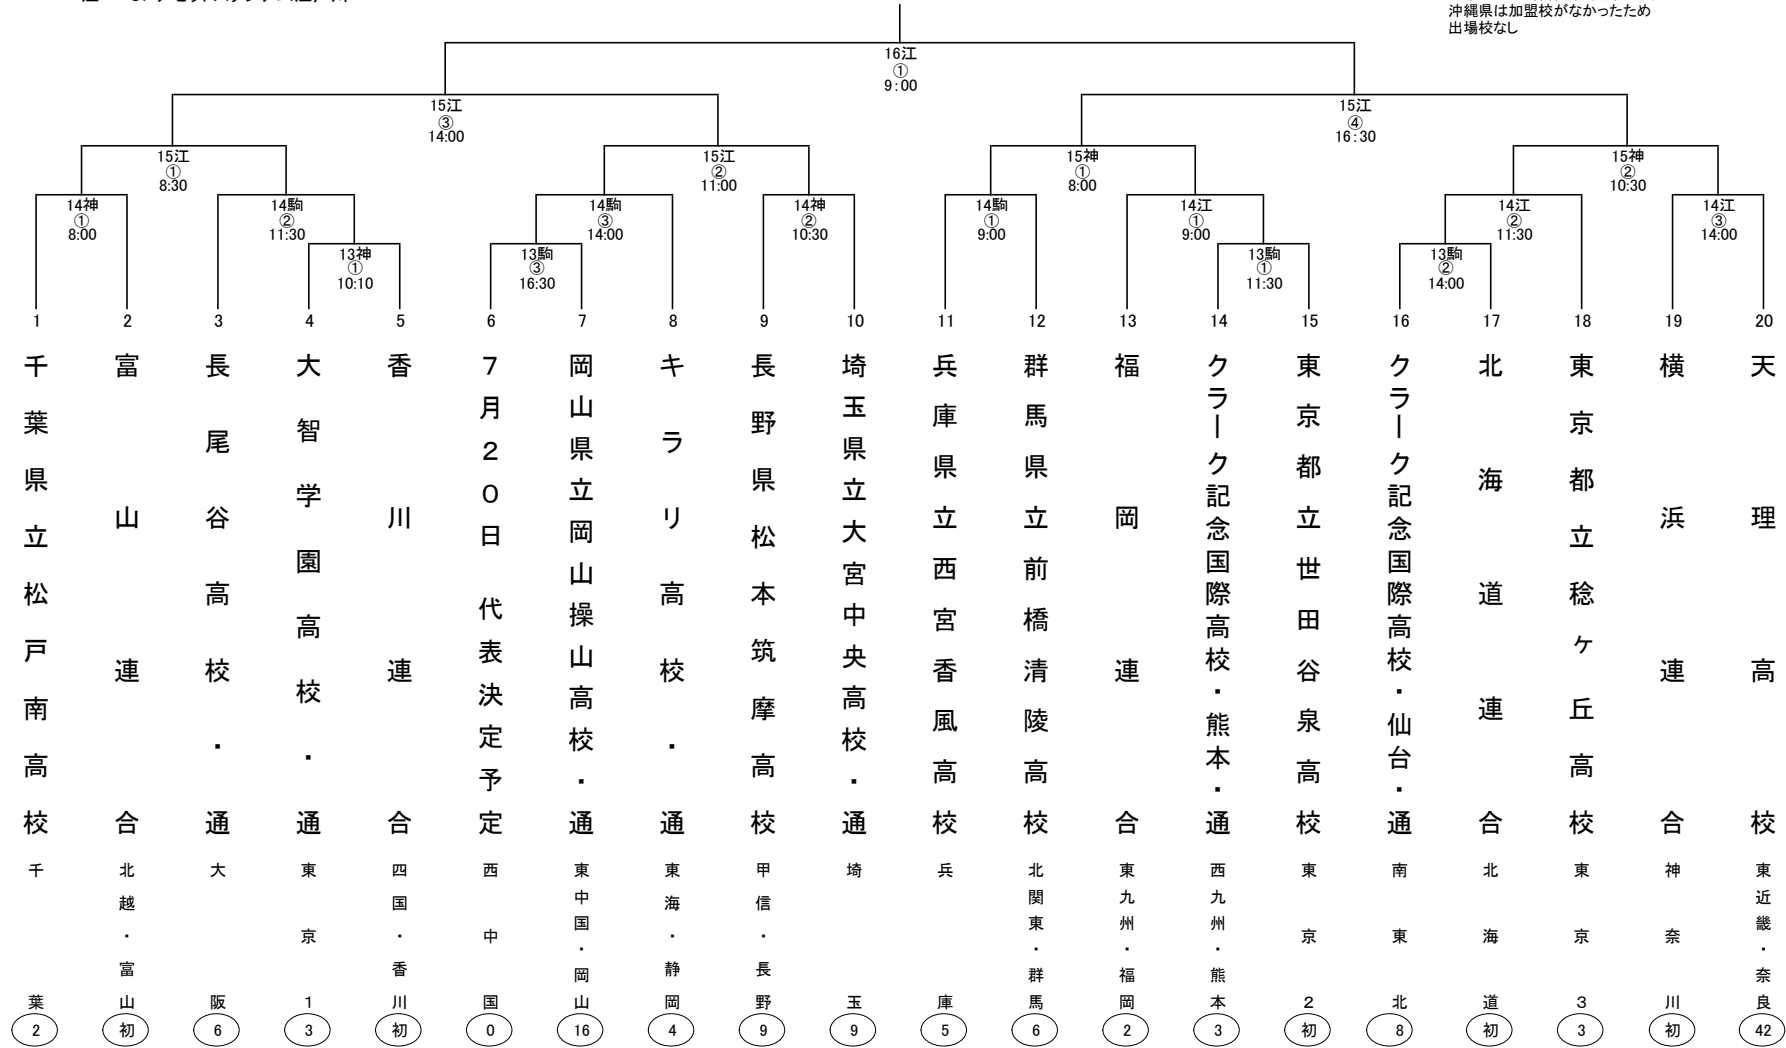 沖縄県は加盟校がなかったため
出場校なし
16江
①
9:00
15江
③
14:00
15江
④
16:30
15江
①
8:30
15江
②
11:00
15神
①
8:00
15神
②
10:30
14神
①
8:00
14駒
②
11:30
14駒
③
14:00
14神
②
10:30
14駒
①
9:00
14江
①
9:00
14江
②
11:30
14江
③
14:00
13神
①
10:10
13駒
③
16:30
13駒
①
11:30
13駒
②
14:00
1
千葉県立松戸南高校
千葉
2
2
富山連合
北越・富山
初
3
長尾谷高校・通
大阪
6
4
大智学園高校・通
東京1
3
5
香川連合
四国・香川
初
6
7月20日 代表決定予定
西中国
0
7
岡山県立岡山操山高校・通
東中国・岡山
16
8
キラリ高校・通
東海・静岡
4
9
長野県松本筑摩高校
甲信・長野
9
10
埼玉県立大宮中央高校・通
埼玉
9
11
兵庫県立西宮香風高校
兵庫
5
12
群馬県立前橋清陵高校
北関東・群馬
6
13
福岡連合
東九州・福岡
2
14
クラーク記念国際高校・熊本・通
西九州・熊本
3
15
東京都立世田谷泉高校
東京2
初
16
クラーク記念国際高校・仙台・通
南東北
8
17
北海道連合
北海道
初
18
東京都立稔ヶ丘高校
東京3
3
19
横浜連合
神奈川
初
20
天理高校
東近畿・奈良
42